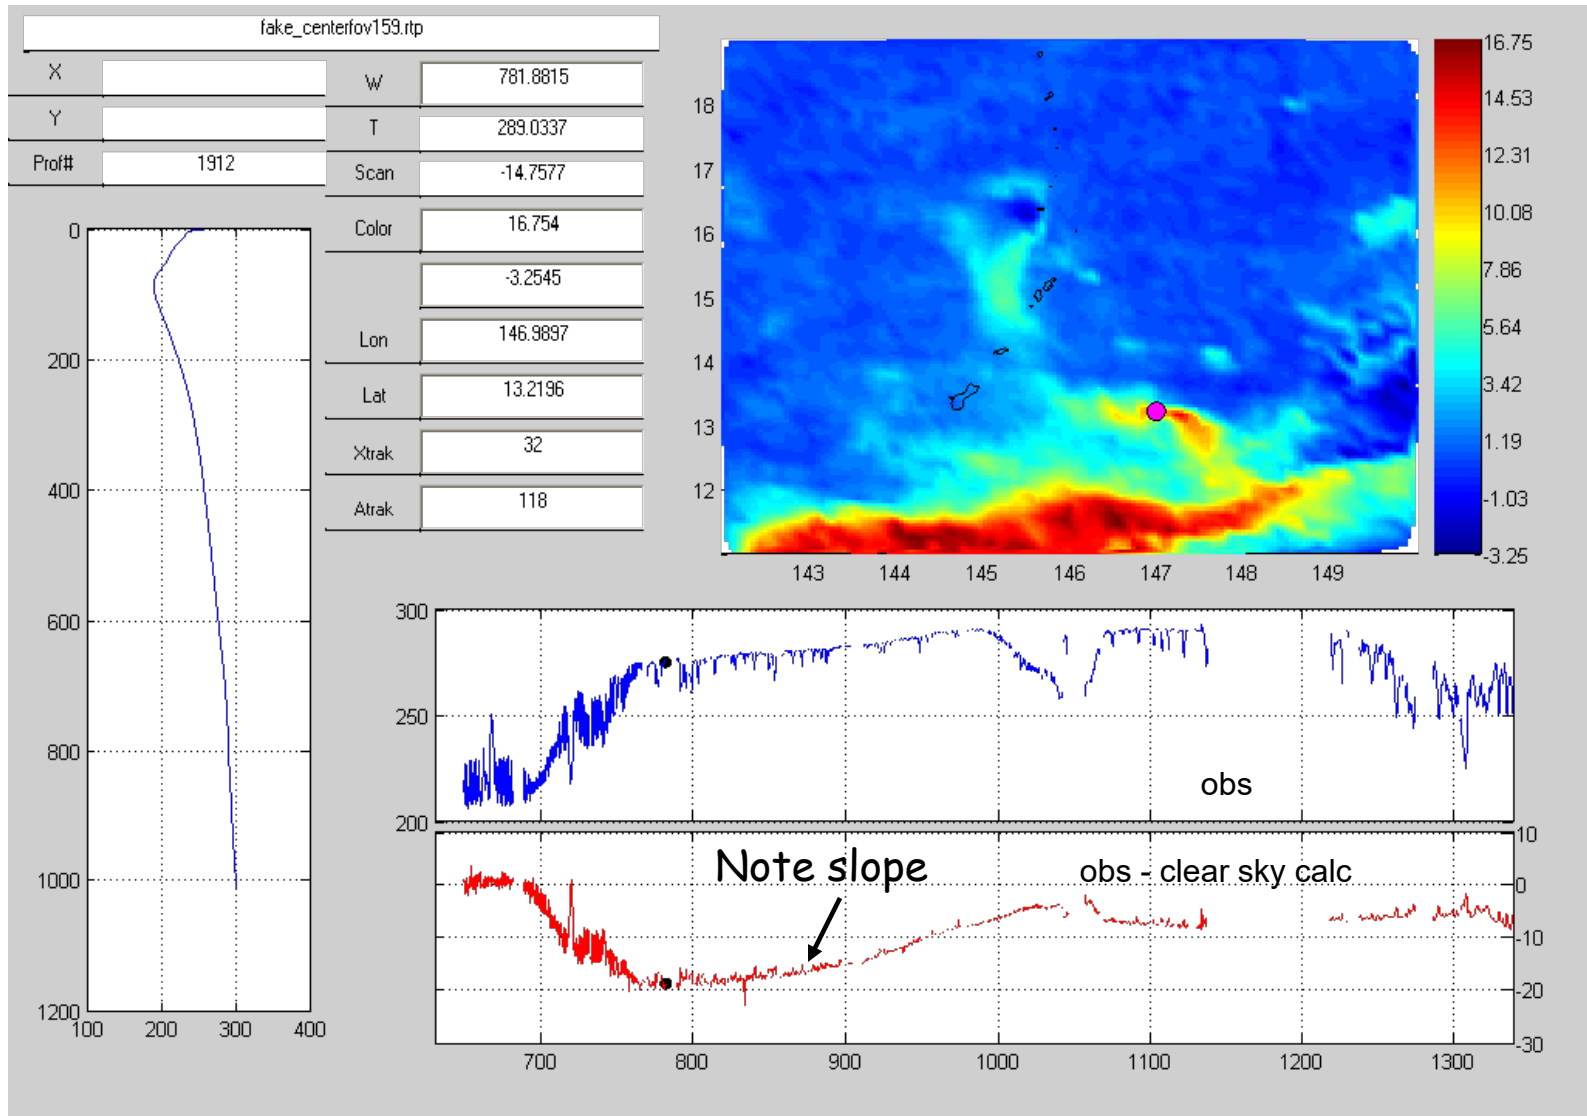 fake_centerfov159.rtp
X
Y
Prof# 1912
W 781.8815
T 289.0337
Scan -14.7577
Color 16.754
-3.2545
Lon 146.9897
Lat 13.2196
Xtrak 32
Atrak 118
0
200
400
600
800
1000
1200
100 200 300 400
18
17
16
15
14
13
12
143 144 145 146 147 148 149
16.75
14.53
12.31
10.08
7.86
5.64
3.42
1.19
-1.03
-3.25
300
250
200
obs
Note slope
obs - clear sky calc
10
0
-10
-20
-30
700 800 900 1000 1100 1200 1300